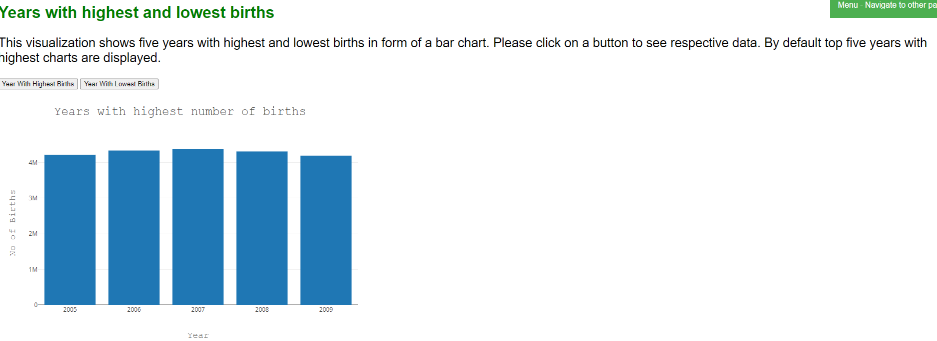 Years with highest and lowest births
Menu - Navigate to other pa
This visualization shows five years with highest and lowest births in form of a bar chart. Please click on a button to see respective data. By default top five years with
highest charts are displayed.
Year With Highest Births
Year With Lowest Births
Years with highest number of births
4M
3M
2M
1M
0
No of Births
2005
2006
2007
2008
2009
Year